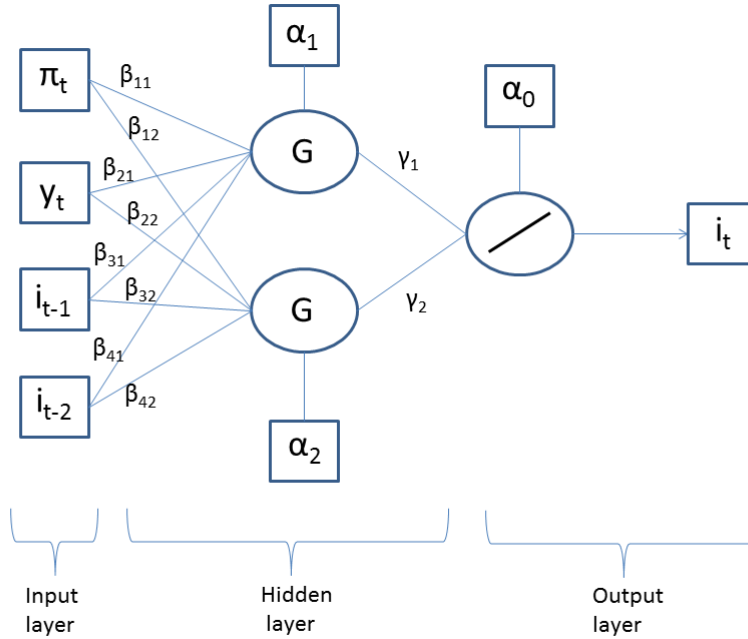 α₁
πₜ
β₁₁
α₀
β₁₂
G
γ₁
β₂₁
yₜ
β₂₂
iₜ
β₃₁
iₜ₋₁
β₃₂
G
γ₂
β₄₁
iₜ₋₂
β₄₂
α₂
Input
layer
Hidden
layer
Output
layer